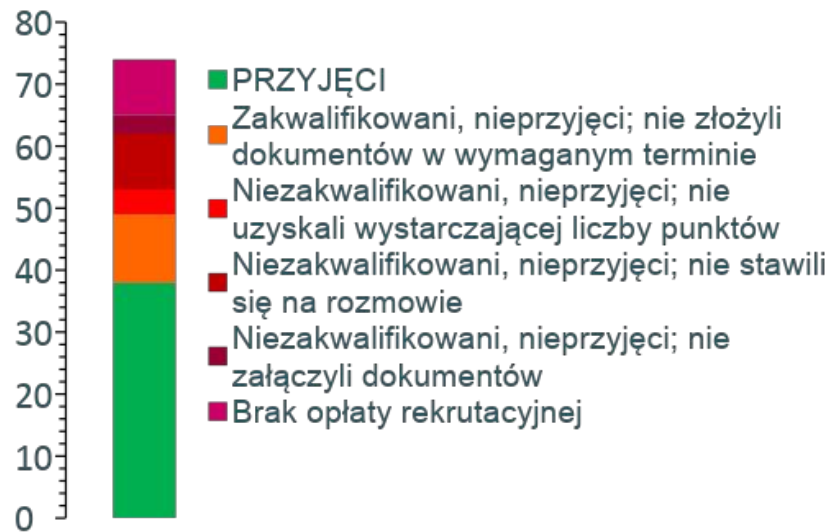 80
70
60
50
40
30
20
10
0
PRZYJĘCI
Zakwalifikowani, nieprzyjęci; nie złożyli
dokumentów w wymaganym terminie
Niezakwalifikowani, nieprzyjęci; nie
uzyskali wystarczającej liczby punktów
Niezakwalifikowani, nieprzyjęci; nie stawili
się na rozmowie
Niezakwalifikowani, nieprzyjęci; nie
załączyli dokumentów
Brak opłaty rekrutacyjnej